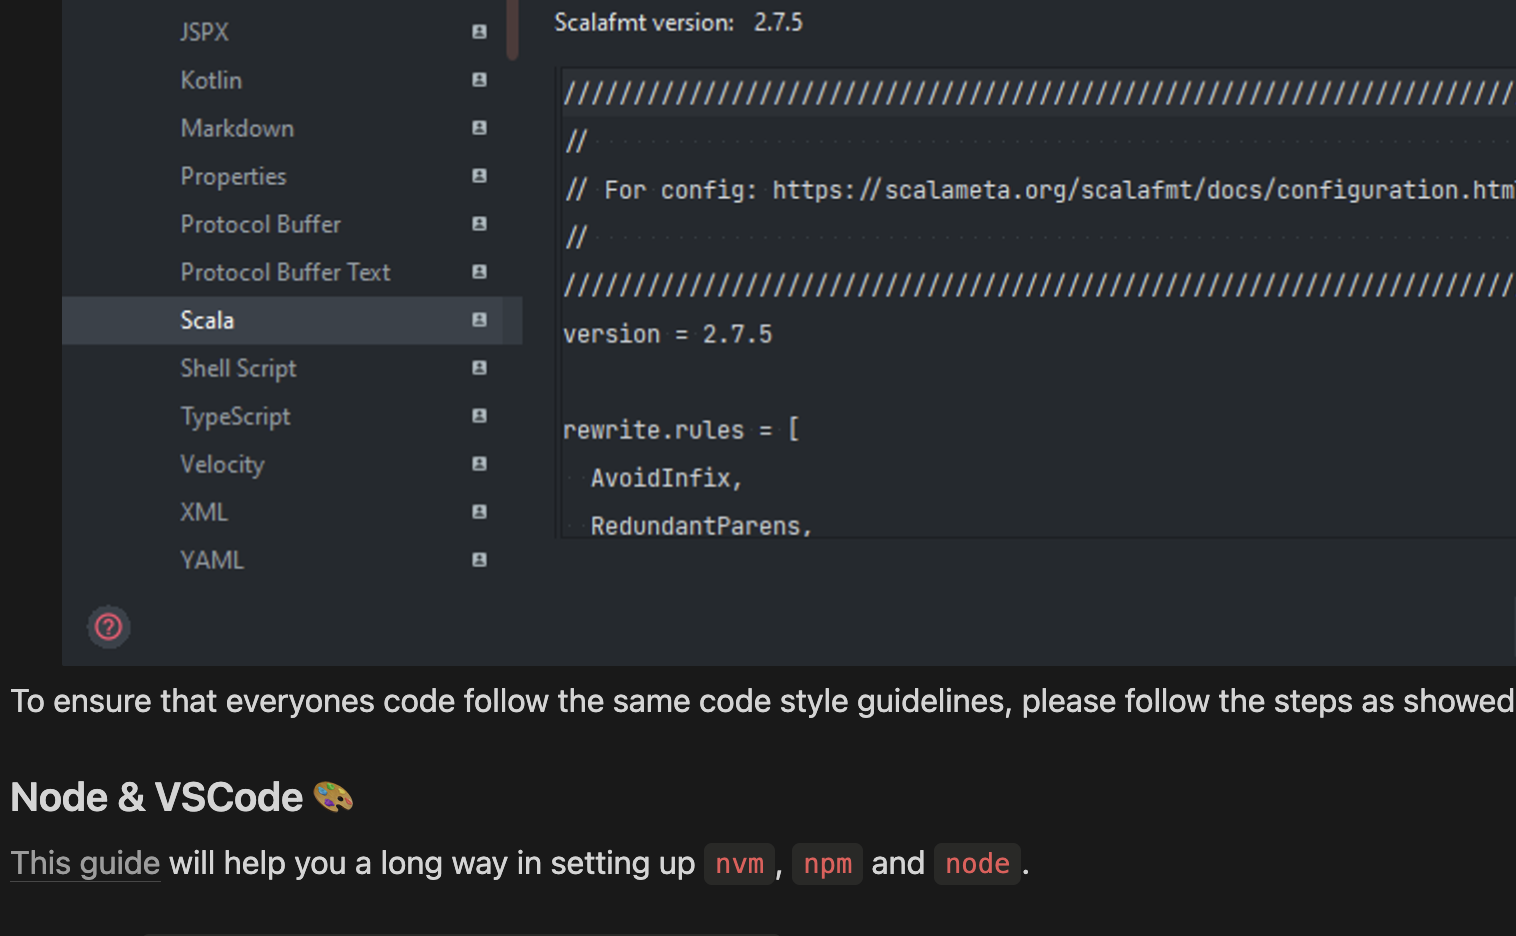 JSPX
Kotlin
Markdown
Properties
Protocol Buffer
Protocol Buffer Text
Scala
Shell Script
TypeScript
Velocity
XML
YAML
Scalafmt version: 2.7.5
////////////////////////////////////////////////////////////////////
//
// For config: https://scalameta.org/scalafmt/docs/configuration.htm
//
////////////////////////////////////////////////////////////////////
version = 2.7.5
rewrite.rules = [
AvoidInfix,
RedundantParens,
?
To ensure that everyones code follow the same code style guidelines, please follow the steps as showed
Node & VSCode 🎨
This guide will help you a long way in setting up nvm, npm and node.